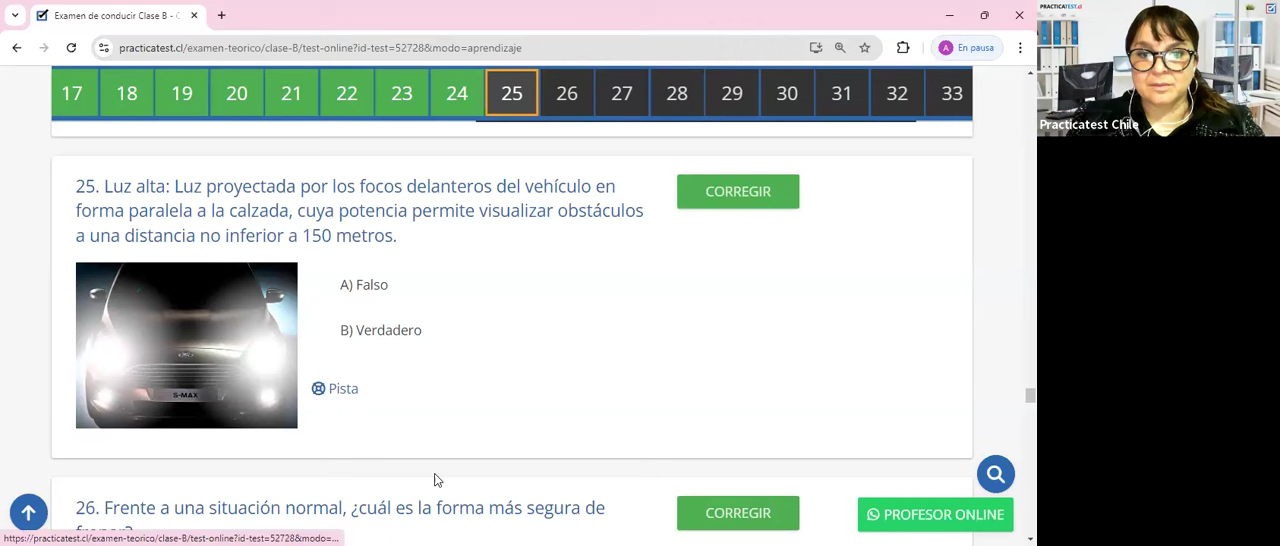 Examen de conducir Clase B - C
practicatest.cl/examen-teorico/clase-B/test-online?id-test=52728&modo=aprendizaje
A En pausa
PRACTICATEST.cl
Practicatest Chile
17 18 19 20 21 22 23 24 25 26 27 28 29 30 31 32 33
25. Luz alta: Luz proyectada por los focos delanteros del vehículo en
forma paralela a la calzada, cuya potencia permite visualizar obstáculos
a una distancia no inferior a 150 metros.
CORREGIR
A) Falso
B) Verdadero
Pista
S-MAX
26. Frente a una situación normal, ¿cuál es la forma más segura de
frenar?
CORREGIR
PROFESOR ONLINE
https://practicatest.cl/examen-teorico/clase-B/test-online?id-test=52728&modo=...